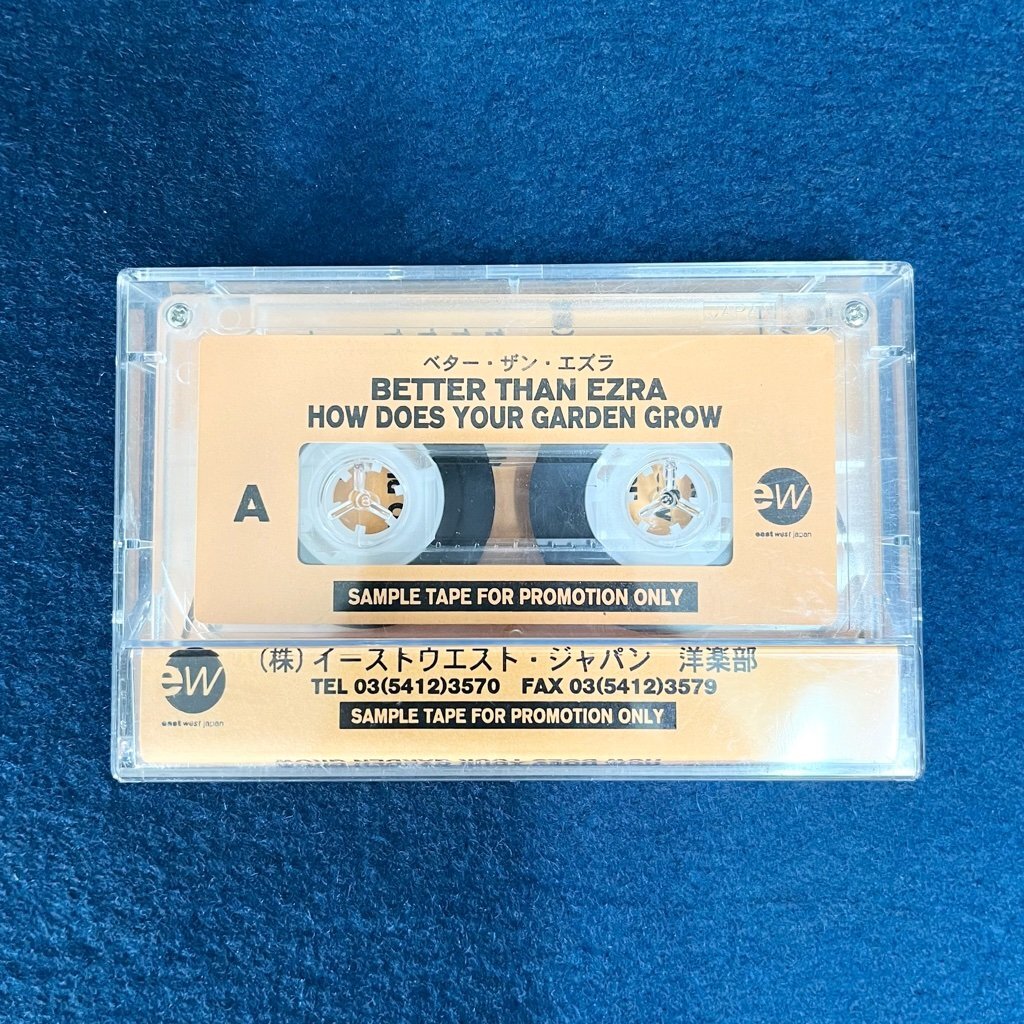 JAPAN
ベター・ザン・エズラ
BETTER THAN EZRA
HOW DOES YOUR GARDEN GROW
A
ew
east west japan
SAMPLE TAPE FOR PROMOTION ONLY
ew
east west japan
(株)イーストウエスト・ジャパン 洋楽部
TEL 03(5412)3570 FAX 03(5412)3579
SAMPLE TAPE FOR PROMOTION ONLY